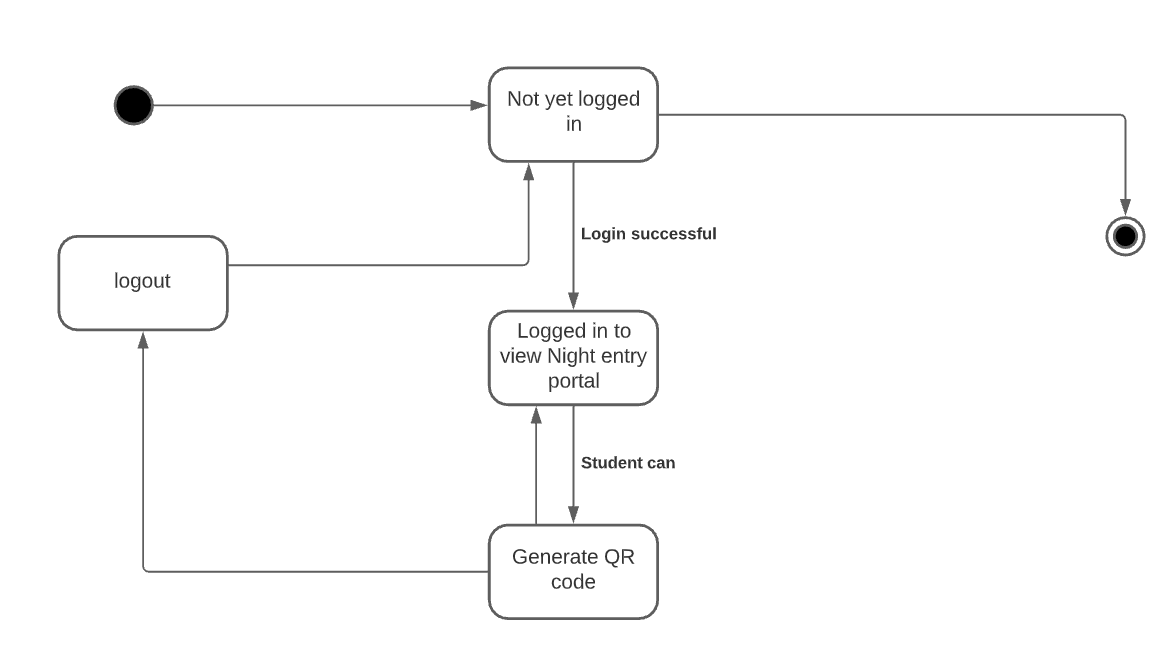 Not yet logged
in
Login successful
logout
Logged in to
view Night entry
portal
Student can
Generate QR
code